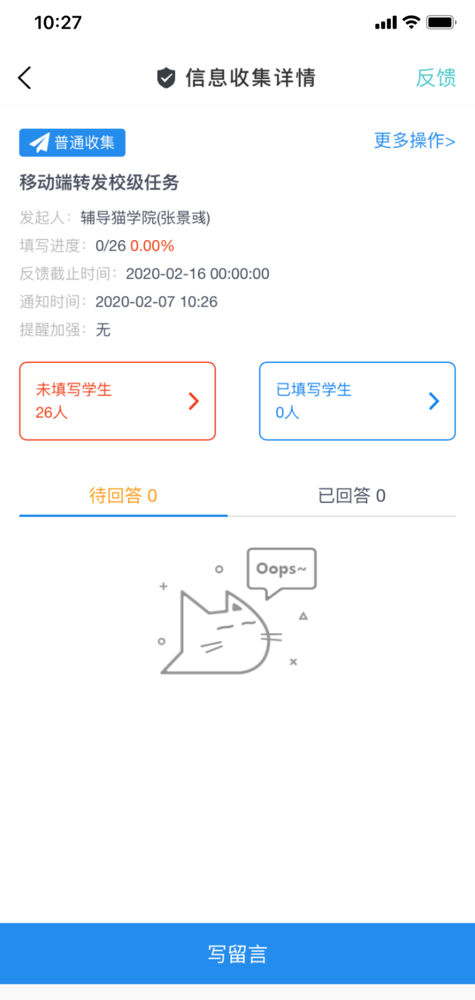 10:27
信息收集详情
反馈
普通收集
更多操作>
移动端转发校级任务
发起人：辅导猫学院(张景彧)
填写进度：0/26 0.00%
反馈截止时间：2020-02-16 00:00:00
通知时间：2020-02-07 10:26
提醒加强：无
未填写学生
26人
已填写学生
0人
待回答 0
已回答 0
Oops~
写留言